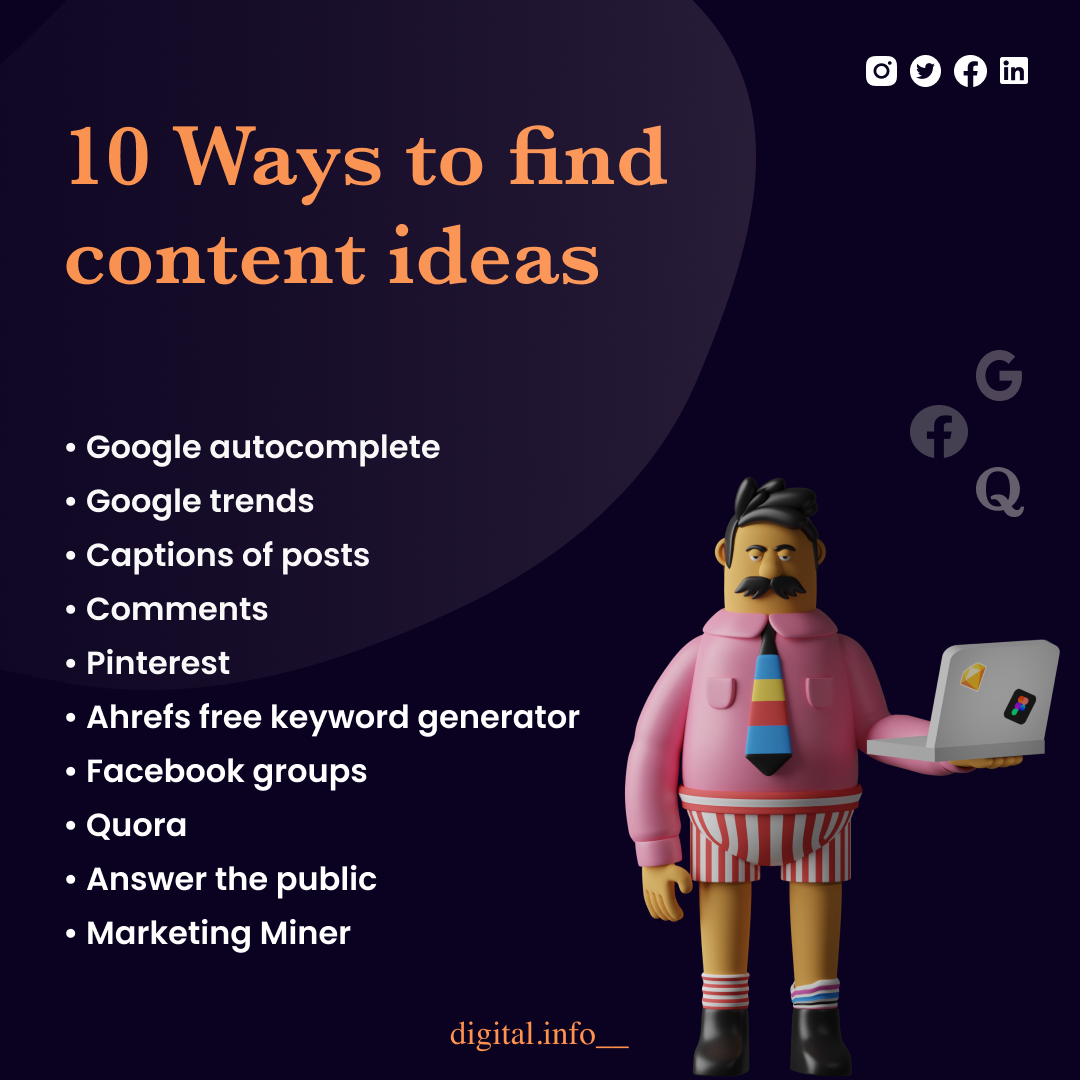 10 Ways to find
content ideas
• Google autocomplete
• Google trends
• Captions of posts
• Comments
• Pinterest
• Ahrefs free keyword generator
• Facebook groups
• Quora
• Answer the public
• Marketing Miner
digital.info__